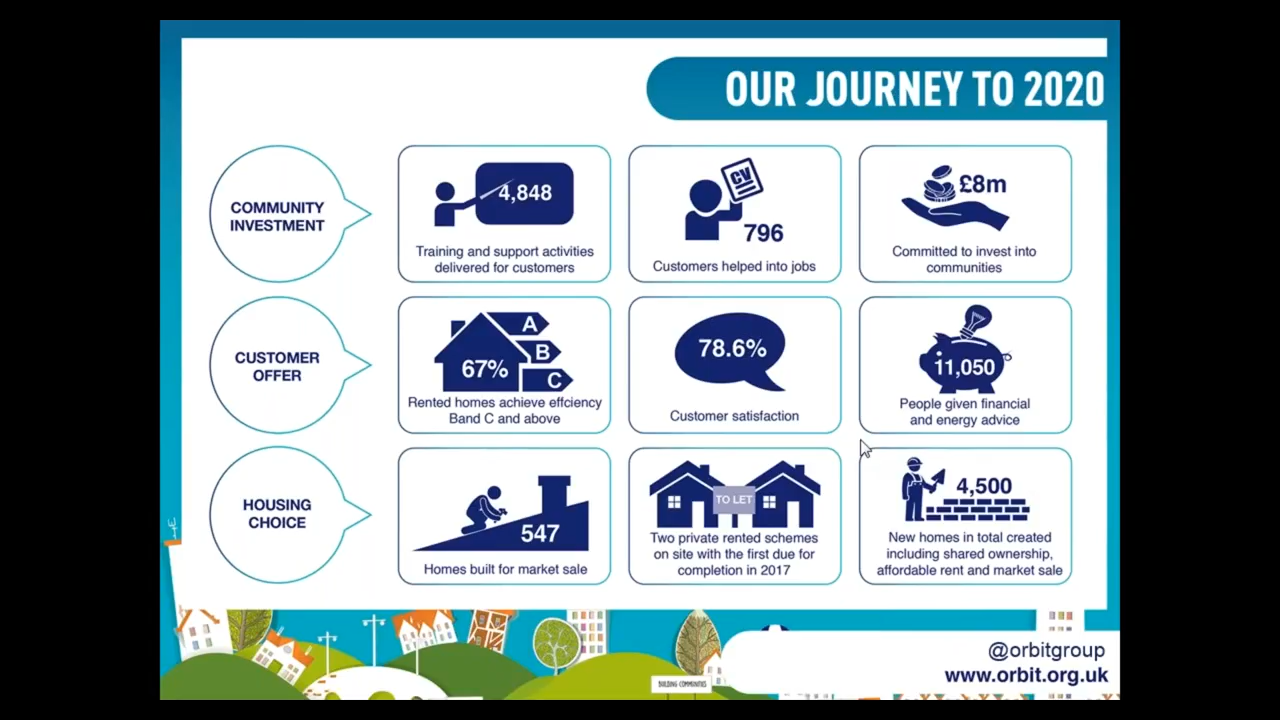 OUR JOURNEY TO 2020
COMMUNITY
INVESTMENT
4,848
Training and support activities
delivered for customers
CV
796
Customers helped into jobs
£8m
Committed to invest into
communities
CUSTOMER
OFFER
A
B
C
67%
Rented homes achieve effciency
Band C and above
78.6%
Customer satisfaction
11,050
People given financial
and energy advice
HOUSING
CHOICE
547
Homes built for market sale
TO LET
Two private rented schemes
on site with the first due for
completion in 2017
4,500
New homes in total created
including shared ownership,
affordable rent and market sale
BUILDING COMMUNITIES
@orbitgroup
www.orbit.org.uk